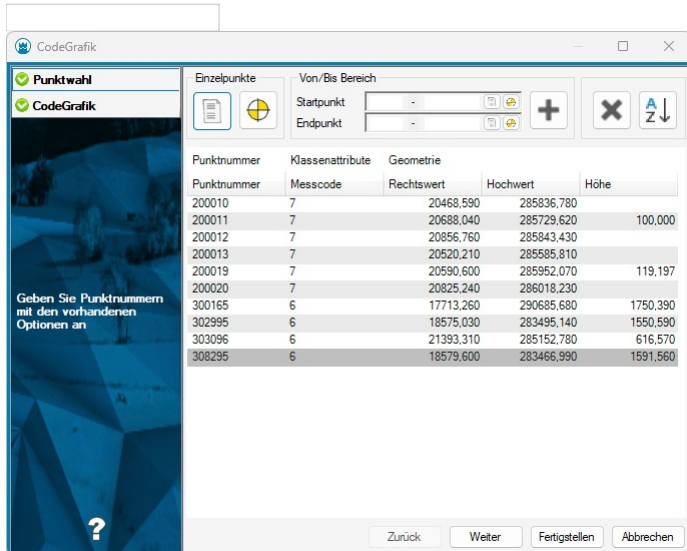 CodeGrafik
Punktwahl
CodeGrafik
Geben Sie Punktnummern
mit den vorhandenen
Optionen an
?
Einzelpunkte
Von/Bis Bereich
Startpunkt -
Endpunkt -
A
Z
Punktnummer Klassenattribute Geometrie
Punktnummer Messcode Rechtswert Hochwert Höhe
200010 7 20468,590 285836,780
200011 7 20688,040 285729,620 100,000
200012 7 20856,760 285843,430
200013 7 20520,210 285585,810
200019 7 20590,600 285952,070 119,197
200020 7 20825,240 286018,230
300165 6 17713,260 290685,680 1750,390
302995 6 18575,030 283495,140 1550,590
303096 6 21393,310 285152,780 616,570
308295 6 18579,600 283466,990 1591,560
Zurück Weiter Fertigstellen Abbrechen